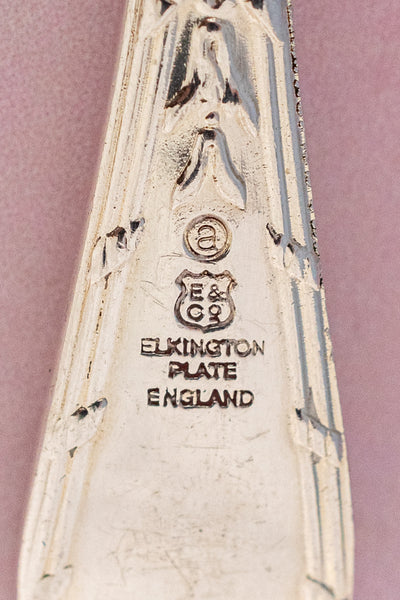 a
E &
Co
ELKINGTON
PLATE
ENGLAND